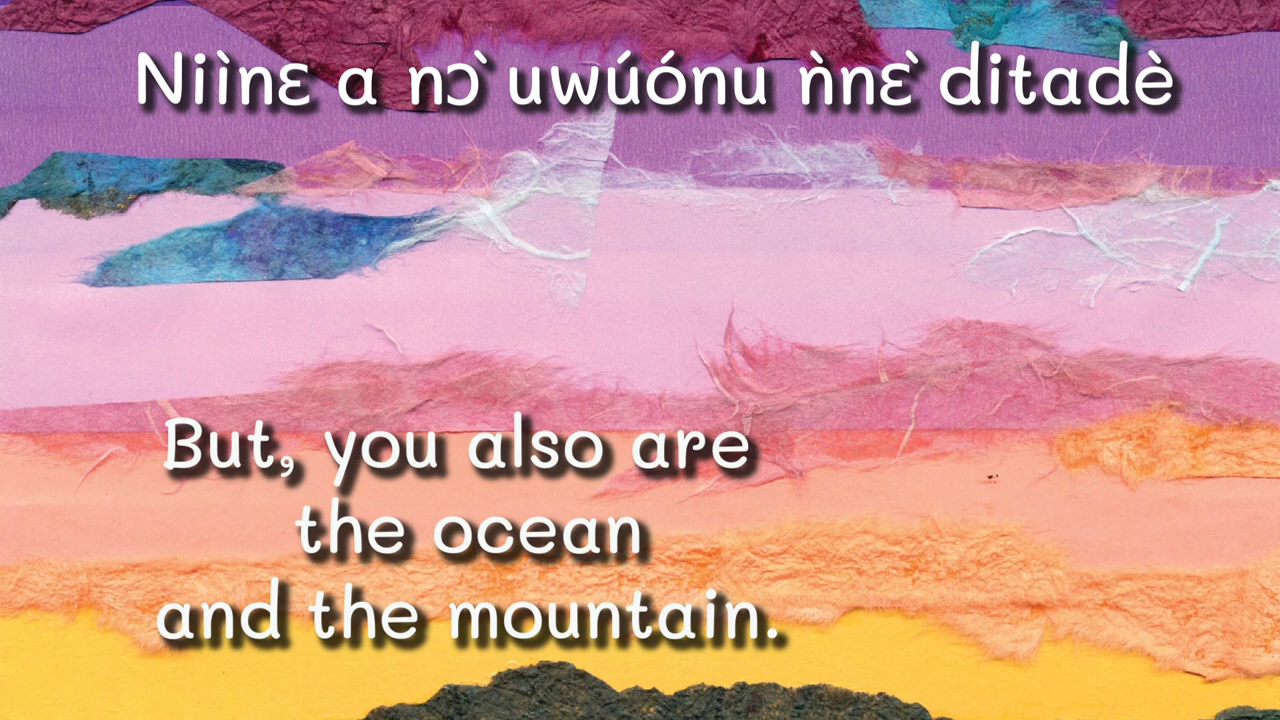 Niìnɛ a nɔ̀ uwúónu ǹnɛ̀ ditadè
But, you also are
the ocean
and the mountain.